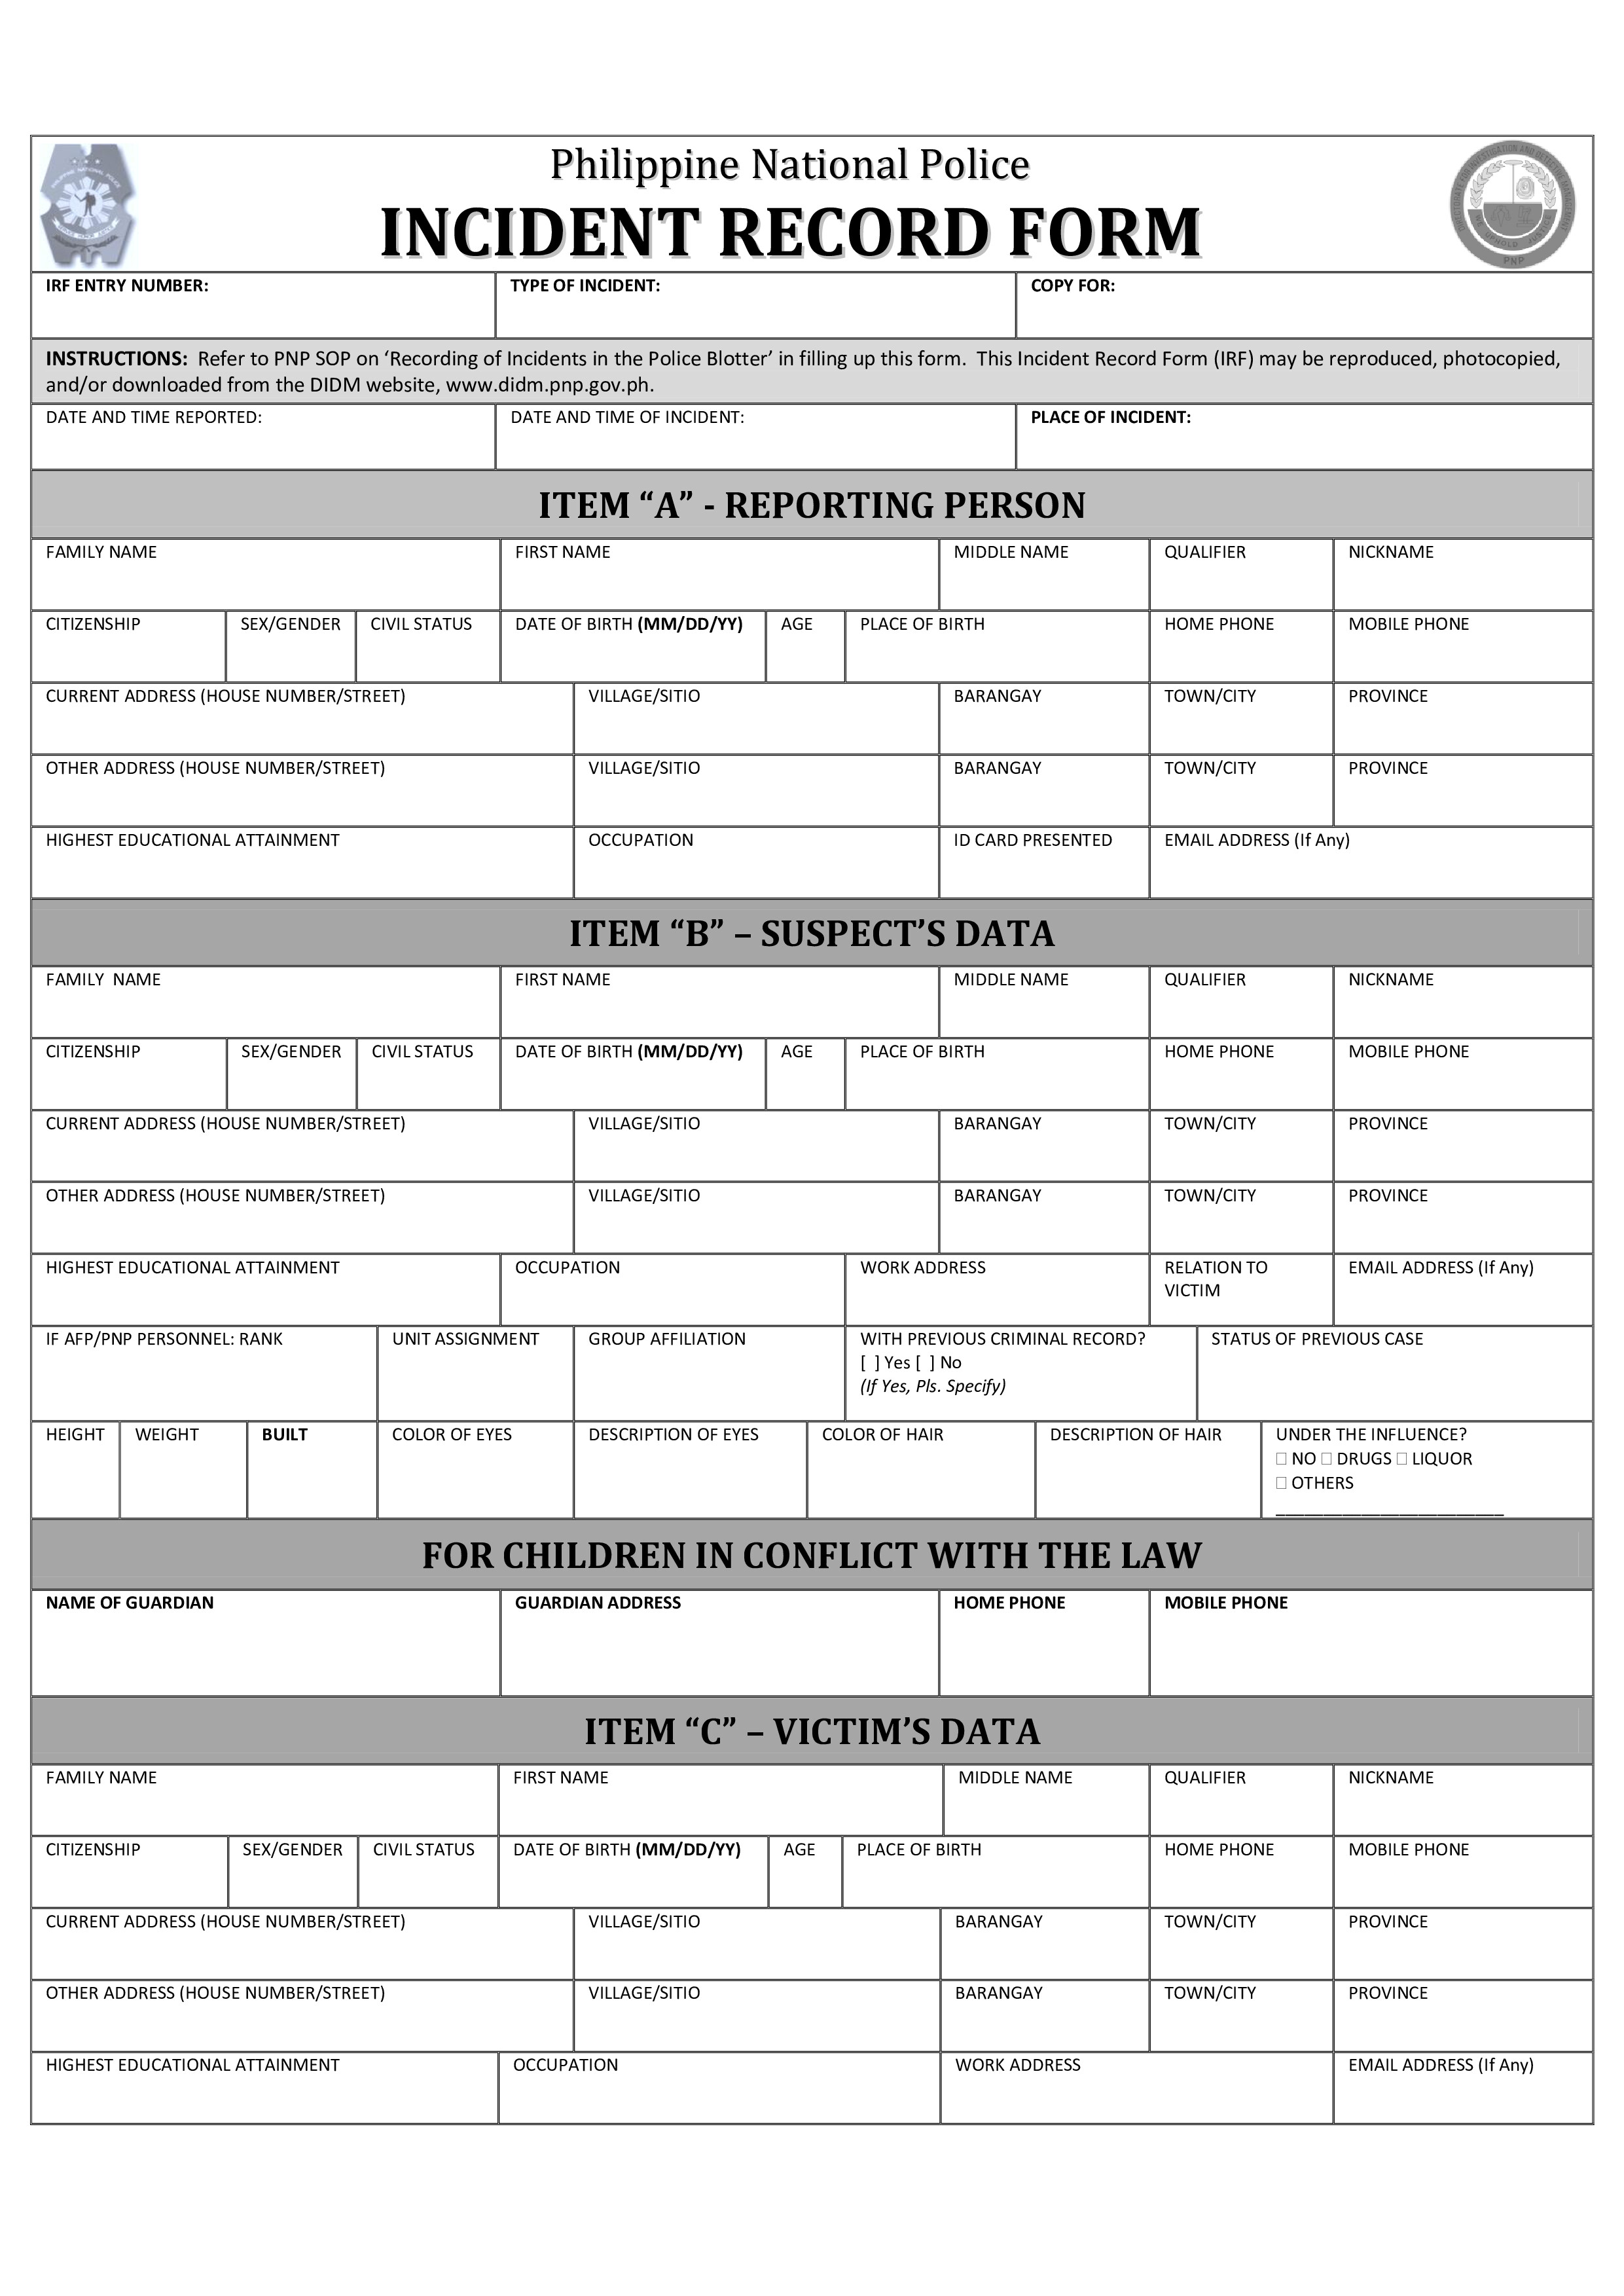 Philippine National Police
INCIDENT RECORD FORM
IRF ENTRY NUMBER:
TYPE OF INCIDENT:
COPY FOR:
INSTRUCTIONS:  Refer to PNP SOP on ‘Recording of Incidents in the Police Blotter’ in filling up this form.  This Incident Record Form (IRF) may be reproduced, photocopied,
and/or downloaded from the DIDM website, www.didm.pnp.gov.ph.
DATE AND TIME REPORTED:
DATE AND TIME OF INCIDENT:
PLACE OF INCIDENT:
ITEM “A” - REPORTING PERSON
FAMILY NAME
FIRST NAME
MIDDLE NAME
QUALIFIER
NICKNAME
CITIZENSHIP
SEX/GENDER
CIVIL STATUS
DATE OF BIRTH (MM/DD/YY)
AGE
PLACE OF BIRTH
HOME PHONE
MOBILE PHONE
CURRENT ADDRESS (HOUSE NUMBER/STREET)
VILLAGE/SITIO
BARANGAY
TOWN/CITY
PROVINCE
OTHER ADDRESS (HOUSE NUMBER/STREET)
VILLAGE/SITIO
BARANGAY
TOWN/CITY
PROVINCE
HIGHEST EDUCATIONAL ATTAINMENT
OCCUPATION
ID CARD PRESENTED
EMAIL ADDRESS (If Any)
ITEM “B” – SUSPECT’S DATA
FAMILY  NAME
FIRST NAME
MIDDLE NAME
QUALIFIER
NICKNAME
CITIZENSHIP
SEX/GENDER
CIVIL STATUS
DATE OF BIRTH (MM/DD/YY)
AGE
PLACE OF BIRTH
HOME PHONE
MOBILE PHONE
CURRENT ADDRESS (HOUSE NUMBER/STREET)
VILLAGE/SITIO
BARANGAY
TOWN/CITY
PROVINCE
OTHER ADDRESS (HOUSE NUMBER/STREET)
VILLAGE/SITIO
BARANGAY
TOWN/CITY
PROVINCE
HIGHEST EDUCATIONAL ATTAINMENT
OCCUPATION
WORK ADDRESS
RELATION TO
VICTIM
EMAIL ADDRESS (If Any)
IF AFP/PNP PERSONNEL: RANK
UNIT ASSIGNMENT
GROUP AFFILIATION
WITH PREVIOUS CRIMINAL RECORD?
[ ] Yes [ ] No
(If Yes, Pls. Specify)
STATUS OF PREVIOUS CASE
HEIGHT
WEIGHT
BUILT
COLOR OF EYES
DESCRIPTION OF EYES
COLOR OF HAIR
DESCRIPTION OF HAIR
UNDER THE INFLUENCE?
□ NO □ DRUGS □ LIQUOR
□ OTHERS
________________________
FOR CHILDREN IN CONFLICT WITH THE LAW
NAME OF GUARDIAN
GUARDIAN ADDRESS
HOME PHONE
MOBILE PHONE
ITEM “C” – VICTIM’S DATA
FAMILY NAME
FIRST NAME
MIDDLE NAME
QUALIFIER
NICKNAME
CITIZENSHIP
SEX/GENDER
CIVIL STATUS
DATE OF BIRTH (MM/DD/YY)
AGE
PLACE OF BIRTH
HOME PHONE
MOBILE PHONE
CURRENT ADDRESS (HOUSE NUMBER/STREET)
VILLAGE/SITIO
BARANGAY
TOWN/CITY
PROVINCE
OTHER ADDRESS (HOUSE NUMBER/STREET)
VILLAGE/SITIO
BARANGAY
TOWN/CITY
PROVINCE
HIGHEST EDUCATIONAL ATTAINMENT
OCCUPATION
WORK ADDRESS
EMAIL ADDRESS (If Any)